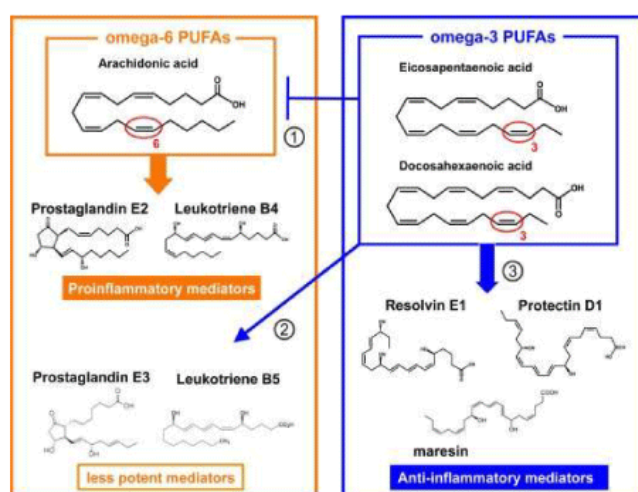 omega-6 PUFAs
Arachidonic acid
O
OH
6
①
Prostaglandin E2
Leukotriene B4
Proinflammatory mediators
②
Prostaglandin E3
Leukotriene B5
less potent mediators
omega-3 PUFAs
Eicosapentaenoic acid
O
OH
3
Docosahexaenoic acid
O
OH
3
③
Resolvin E1
Protectin D1
maresin
Anti-inflammatory mediators